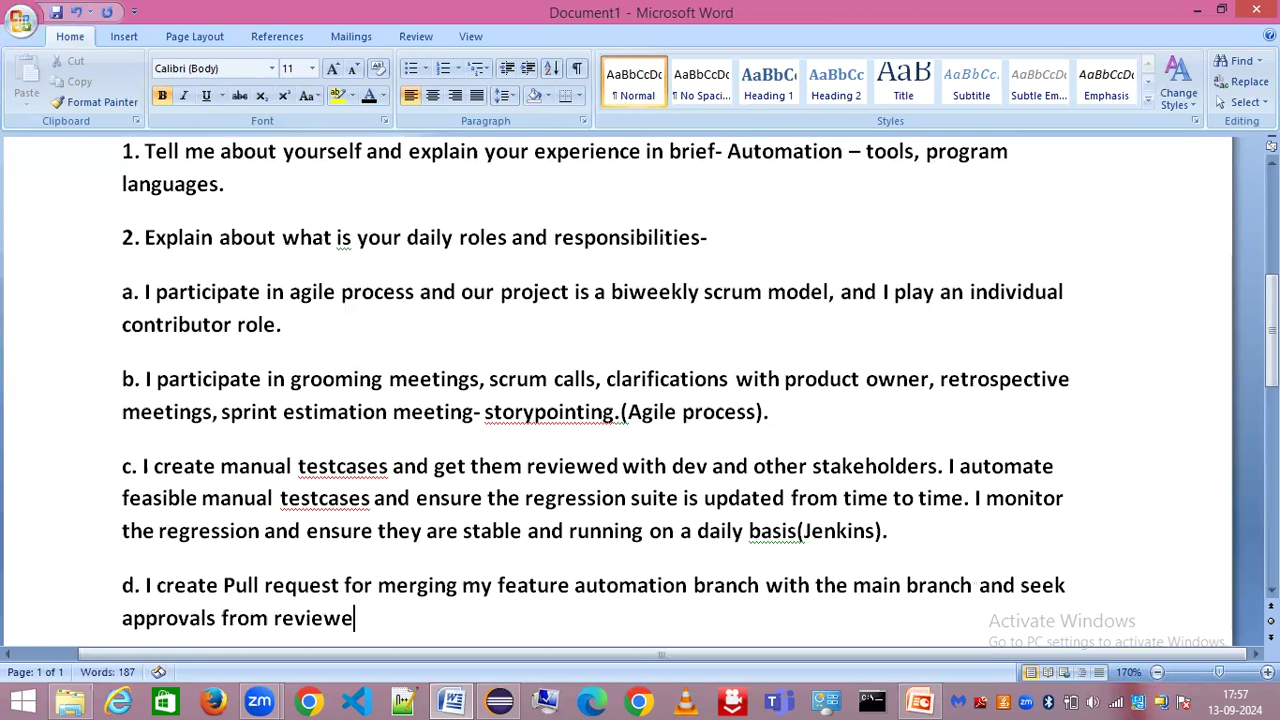 Document1 - Microsoft Word
Home Insert Page Layout References Mailings Review View
Cut
Copy
Paste
Format Painter
Clipboard
Calibri (Body) 11
Font
Paragraph
AaBbCcDc AaBbCcDc AaBbCc AaBbCc AaB AaBbCc. AaBbCcDc AaBbCcDc
¶ Normal ¶ No Spaci... Heading 1 Heading 2 Title Subtitle Subtle Em... Emphasis
Change Styles
Styles
Find
Replace
Select
Editing
1. Tell me about yourself and explain your experience in brief- Automation – tools, program
languages.
2. Explain about what is your daily roles and responsibilities-
a. I participate in agile process and our project is a biweekly scrum model, and I play an individual
contributor role.
b. I participate in grooming meetings, scrum calls, clarifications with product owner, retrospective
meetings, sprint estimation meeting- storypointing.(Agile process).
c. I create manual testcases and get them reviewed with dev and other stakeholders. I automate
feasible manual testcases and ensure the regression suite is updated from time to time. I monitor
the regression and ensure they are stable and running on a daily basis(Jenkins).
d. I create Pull request for merging my feature automation branch with the main branch and seek
approvals from reviewe
Activate Windows
Go to PC settings to activate Windows.
Page: 1 of 1 Words: 187 170%
17:57
13-09-2024